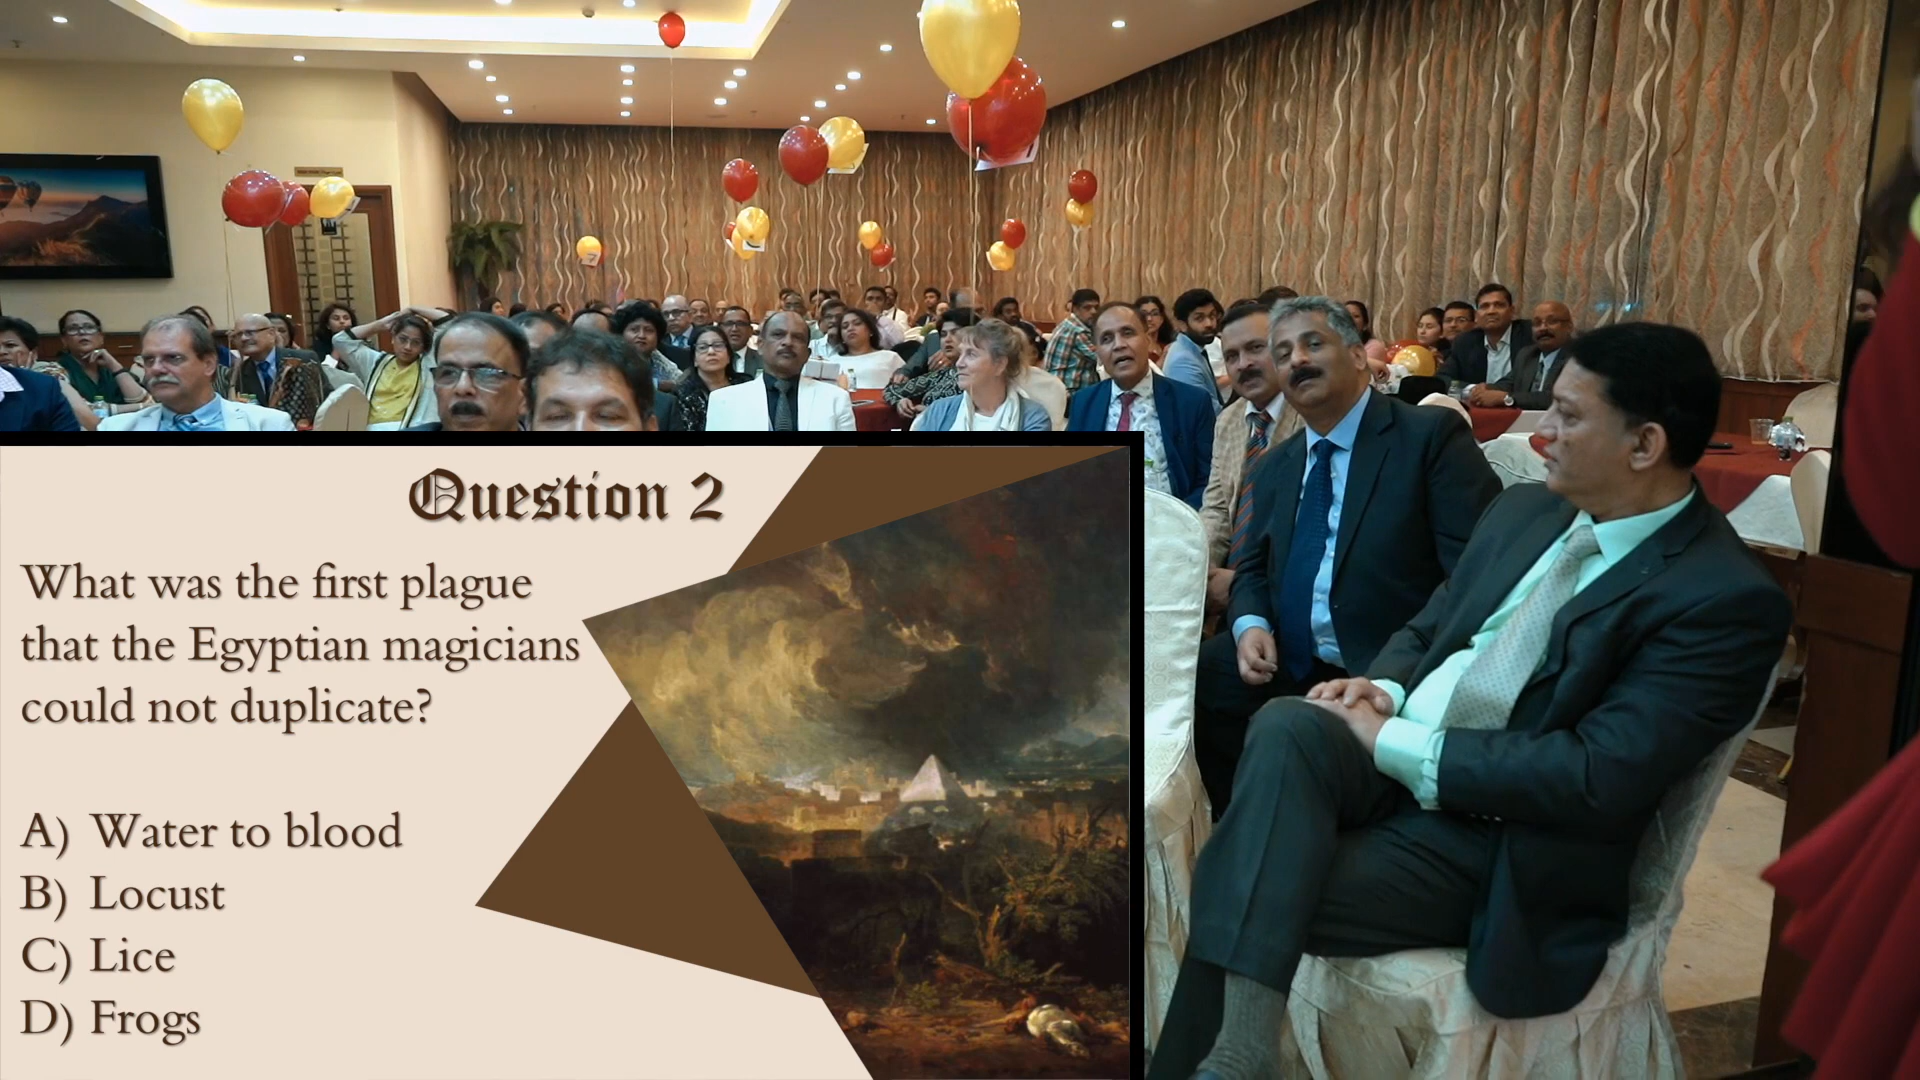 Question 2
What was the first plague
that the Egyptian magicians
could not duplicate?
A) Water to blood
B) Locust
C) Lice
D) Frogs